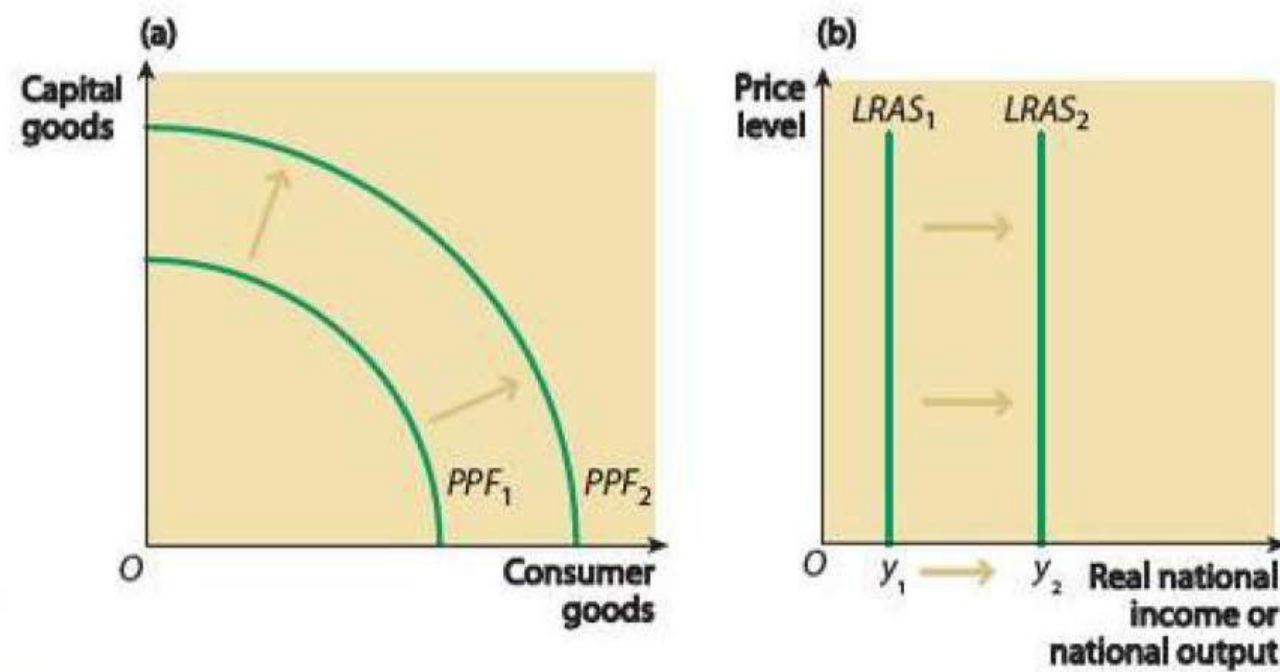 (a)
Capital
goods
PPF₁
PPF₂
O
Consumer
goods
(b)
Price
level
LRAS₁
LRAS₂
O
y₁
y₂
Real national
income or
national output